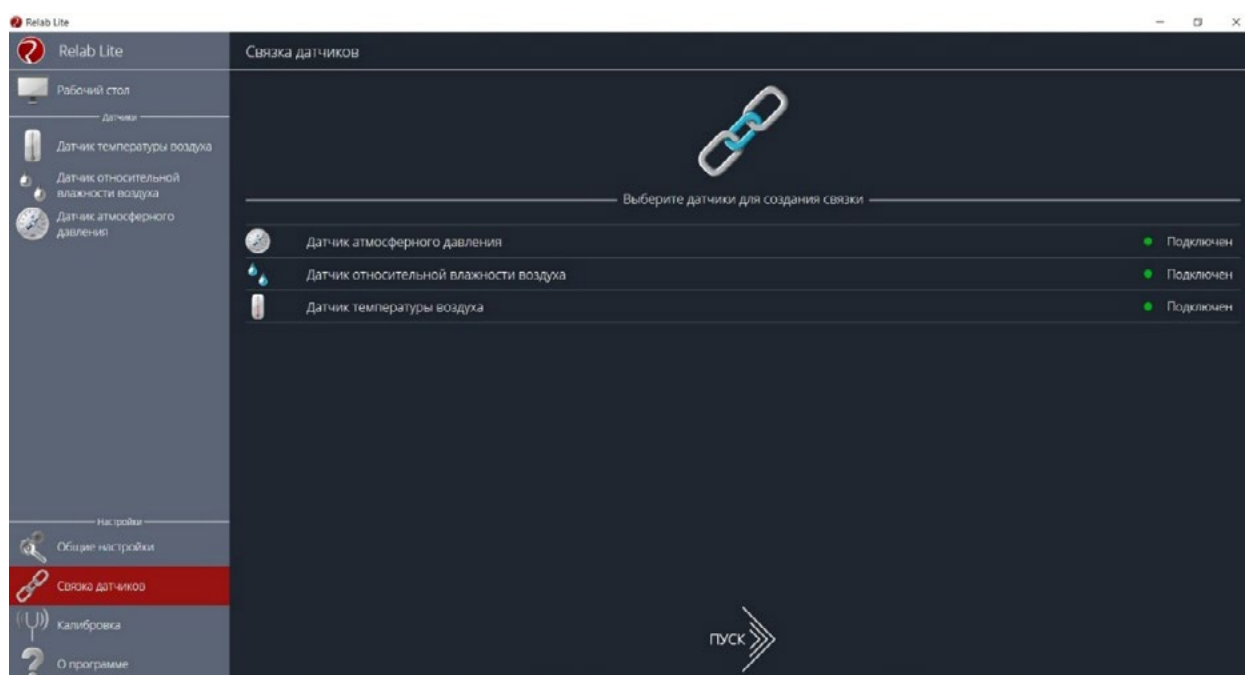 Relab Lite
Relab Lite
Рабочий стол
Датчики
Датчик температуры воздуха
Датчик относительной
влажности воздуха
Датчик атмосферного
давления
Настройки
Общие настройки
Связка датчиков
Калибровка
О программе
Связка датчиков
Выберите датчики для создания связки
Датчик атмосферного давления Подключен
Датчик относительной влажности воздуха Подключен
Датчик температуры воздуха Подключен
ПУСК